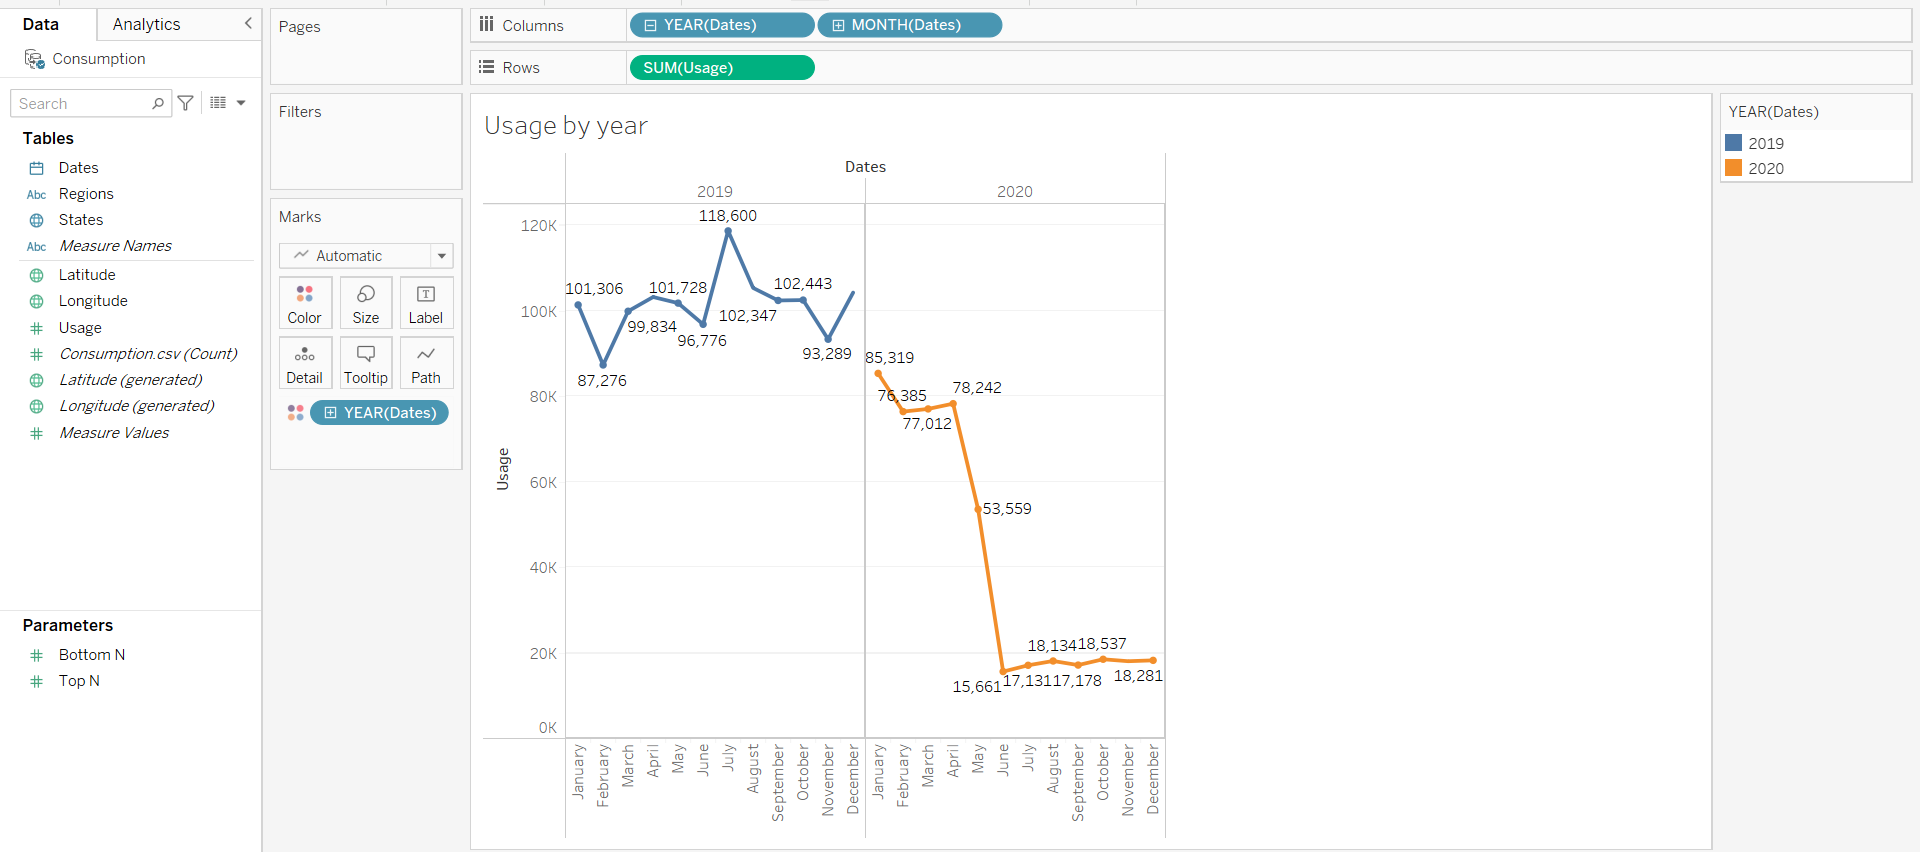 Data
Analytics
Consumption
Search
Tables
Dates
Abc Regions
States
Abc Measure Names
Latitude
Longitude
Usage
Consumption.csv (Count)
Latitude (generated)
Longitude (generated)
Measure Values
Parameters
Bottom N
Top N
Pages
Filters
Marks
Automatic
Color Size Label
Detail Tooltip Path
YEAR(Dates)
Columns YEAR(Dates) MONTH(Dates)
Rows SUM(Usage)
Usage by year
Dates
2019 2020
120K
100K
80K
60K
40K
20K
0K
Usage
101,306
87,276
99,834
101,728
96,776
118,600
102,347
102,443
93,289
85,319
76,385
77,012
78,242
53,559
15,661
17,131
18,134
17,178
18,537
18,281
January
February
March
April
May
June
July
August
September
October
November
December
January
February
March
April
May
June
July
August
September
October
November
December
YEAR(Dates)
2019
2020